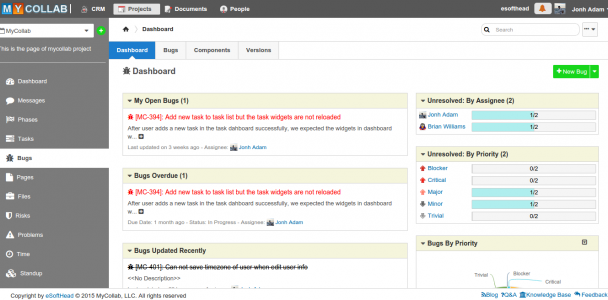 MYCOLLAB CRM Projects Documents People esofthead Jonh Adam
MyCollab
This is the page of mycollab project
Dashboard
Messages
Phases
Tasks
Bugs
Pages
Files
Risks
Problems
Time
Standup
Dashboard
Search
Dashboard Bugs Components Versions
Dashboard
New Bug
My Open Bugs (1)
[MC-394]: Add new task to task list but the task widgets are not reloaded
After user adds a new task in the task dahboard successfully, we expected the widgets in dashboard
w...
Last updated on 3 weeks ago - Assignee: Jonh Adam
Bugs Overdue (1)
[MC-394]: Add new task to task list but the task widgets are not reloaded
After user adds a new task in the task dahboard successfully, we expected the widgets in dashboard
w...
Due Date: 1 month ago - Status: In Progress - Assignee: Jonh Adam
Bugs Updated Recently
[MC-401]: Can not save timezone of user when edit user info
<<No Description>>
Unresolved: By Assignee (2)
Jonh Adam 1/2
Brian Williams 1/2
Unresolved: By Priority (2)
Blocker 0/2
Critical 0/2
Major 1/2
Minor 1/2
Trivial 0/2
Bugs By Priority
Trivial
Blocker
Critical
Copyright by eSoftHead © 2015 MyCollab, LLC. All rights reserved
Blog Q&A Knowledge Base Feedback